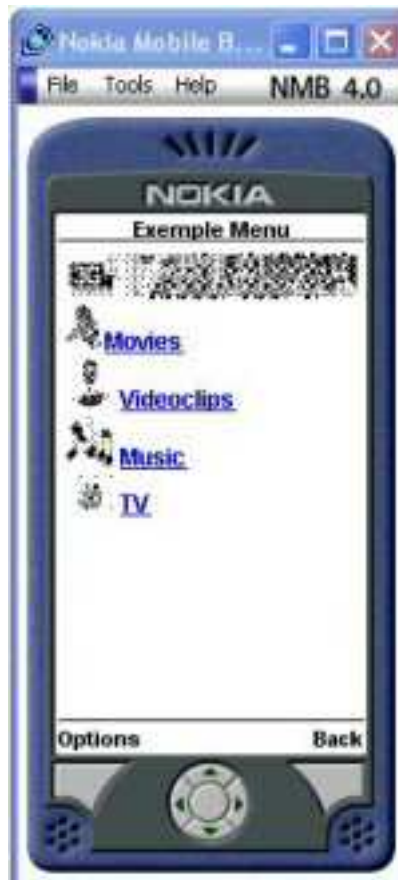 Nokia Mobile B...
File Tools Help NMB 4.0
NOKIA
Exemple Menu
Movies
Videoclips
Music
TV
Options Back